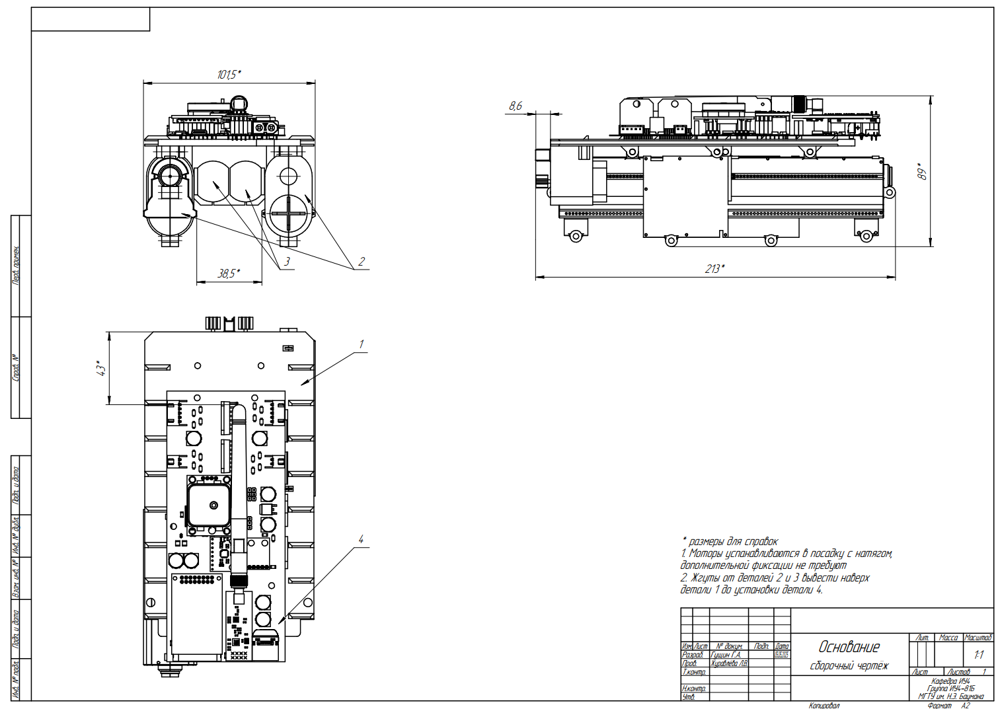 101,5*
8,6
89*
213*
3
2
38,5*
43*
1
4
Перв. примен.
Справ. №
Подп. и дата
Инв. № дубл.
Взам. инв. №
Подп. и дата
Инв. № подл.
* размеры для справок
1. Моторы устанавливаются в посадку с натягом,
дополнительной фиксации не требуют
2. Жгуты от деталей 2 и 3 вывести наверх
детали 1 до установки детали 4.
Изм. Лист № докум. Подп. Дата
Разраб. Гущин Г.А.
Пров. Журавлёва Л.В.
Т.контр.
Н.контр.
Утв.
Основание
сборочный чертёж
Лит. Масса Масштаб
1:1
Лист Листов 1
Кафедра ИУ4
Группа ИУ4-81Б
МГТУ им. Н.Э. Баумана
Копировал Формат А2